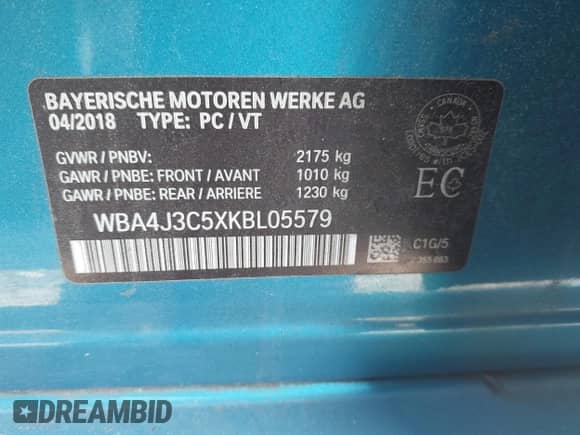 BAYERISCHE MOTOREN WERKE AG
04/2018 TYPE: PC / VT
GVWR / PNBV: 2175 kg
GAWR / PNBE: FRONT / AVANT 1010 kg
GAWR / PNBE: REAR / ARRIERE 1230 kg
CANADA
EC
WBA4J3C5XKBL05579
C1G/5
DREAMBID